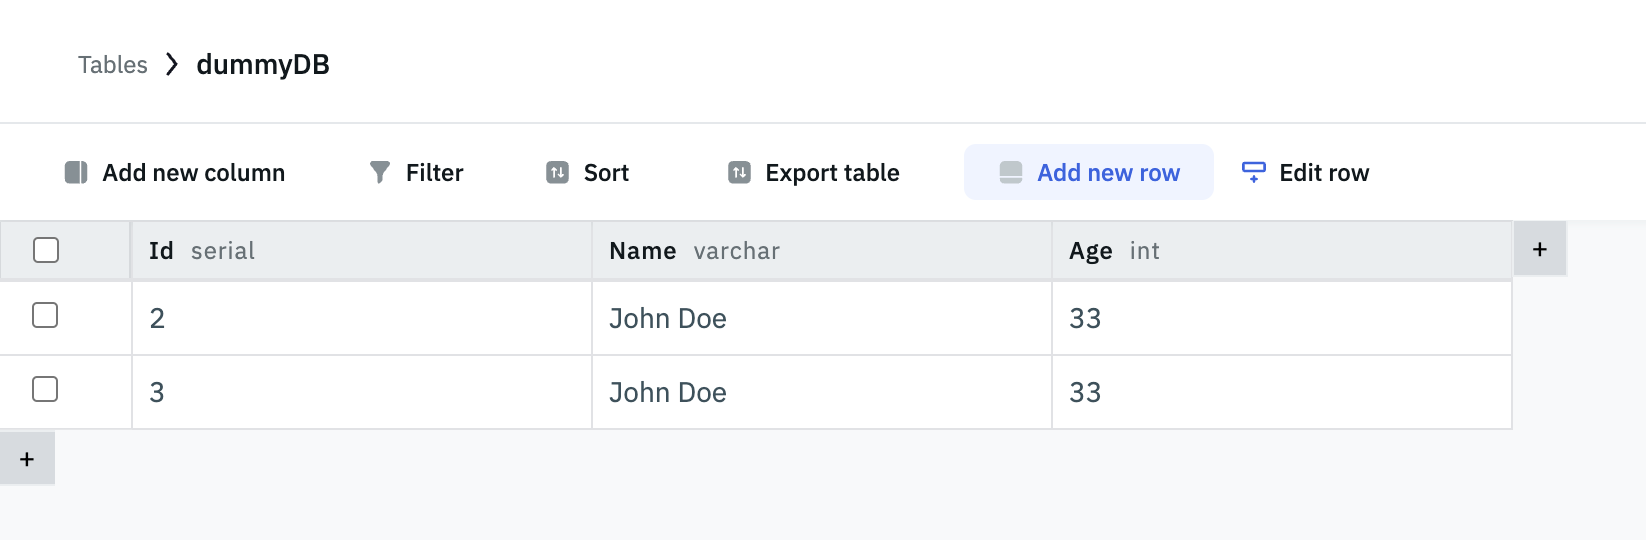 Tables > dummyDB
Add new column Filter Sort Export table Add new row Edit row
Id serial Name varchar Age int +
2 John Doe 33
3 John Doe 33
+